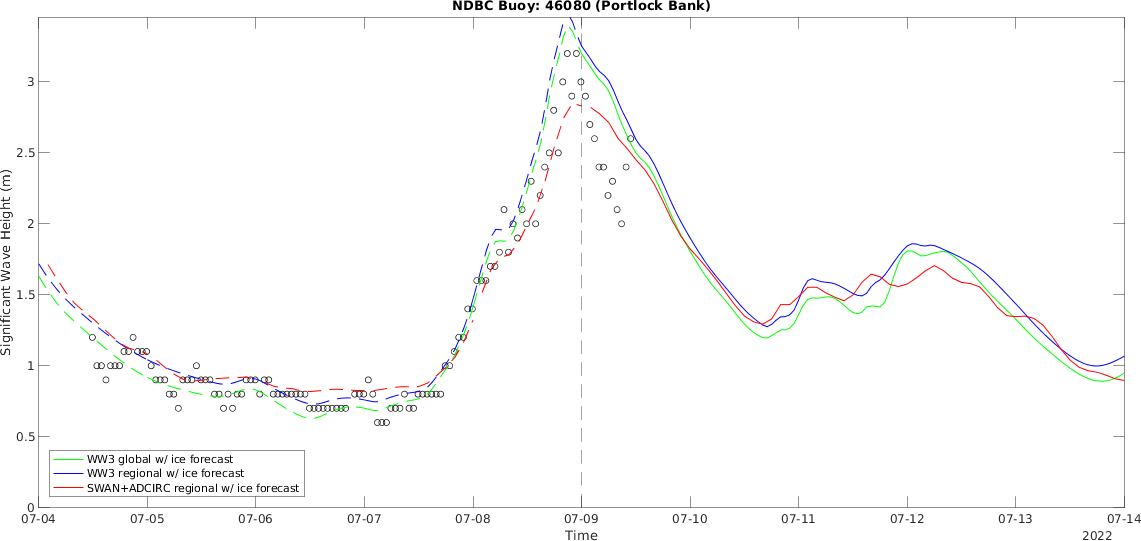 NDBC Buoy: 46080 (Portlock Bank)
Significant Wave Height (m)
3
2.5
2
1.5
1
0.5
0
WW3 global w/ ice forecast
WW3 regional w/ ice forecast
SWAN+ADCIRC regional w/ ice forecast
07-04 07-05 07-06 07-07 07-08 07-09 07-10 07-11 07-12 07-13 07-14
Time
2022